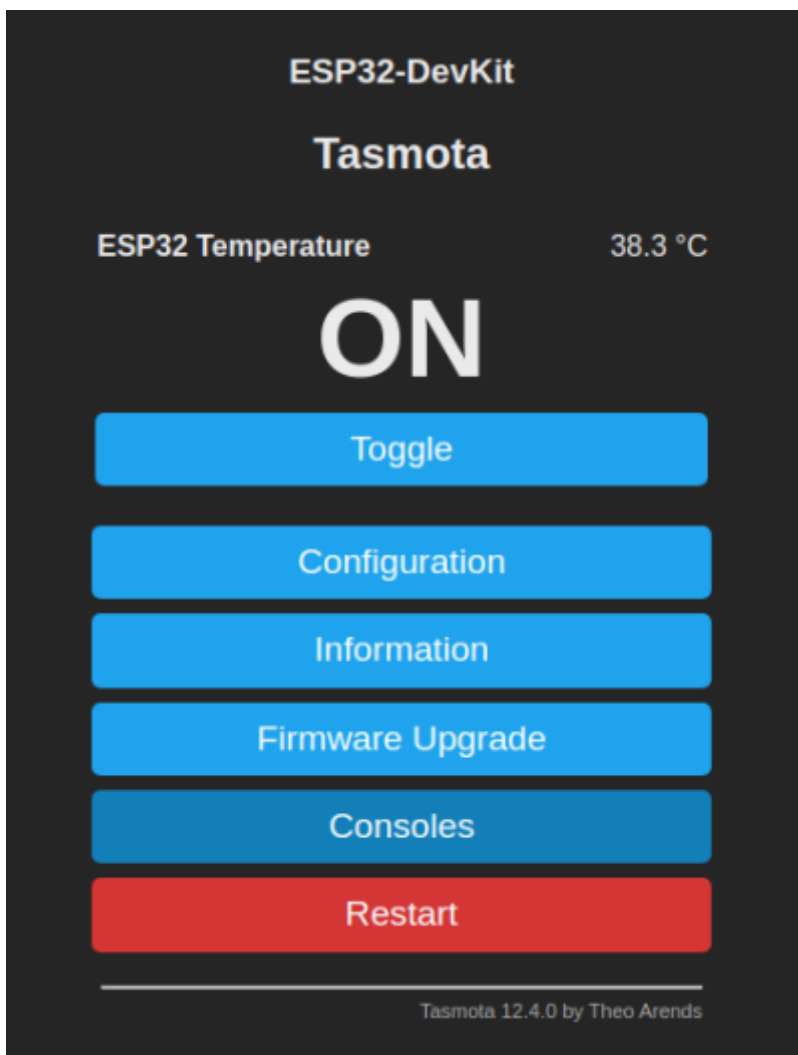 ESP32-DevKit
Tasmota
ESP32 Temperature 38.3 °C
ON
Toggle
Configuration
Information
Firmware Upgrade
Consoles
Restart
Tasmota 12.4.0 by Theo Arends